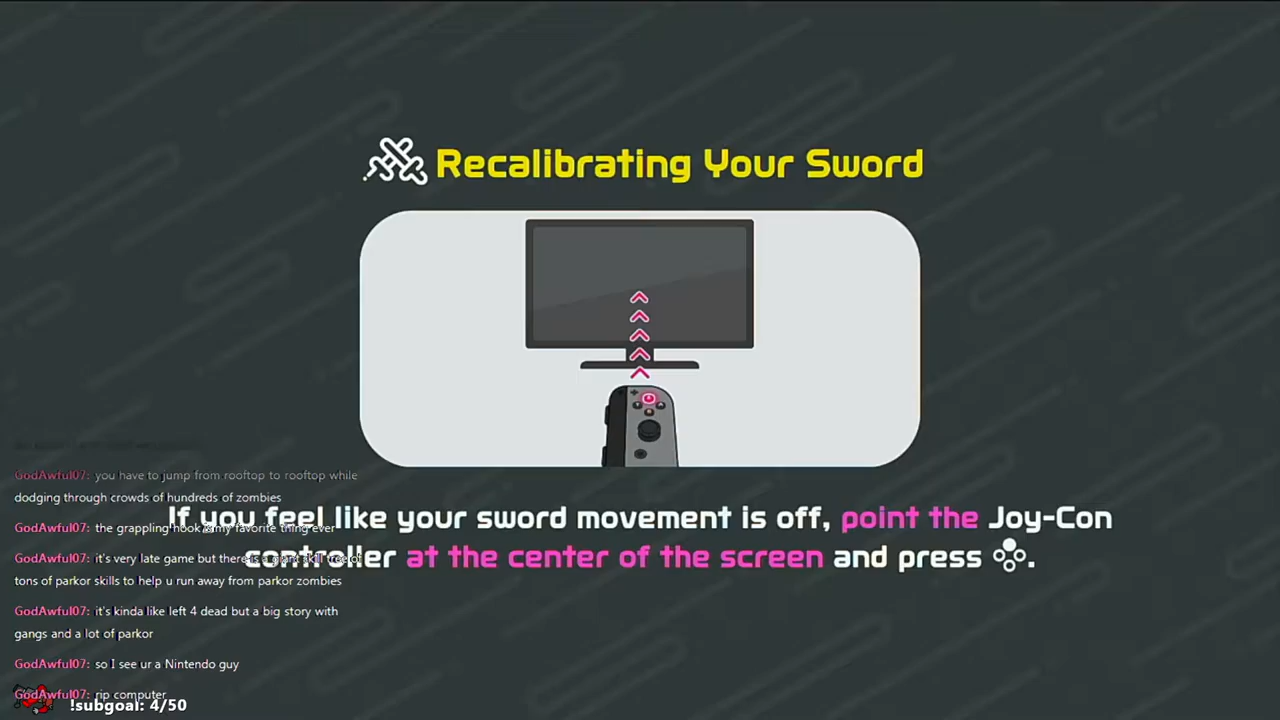 Recalibrating Your Sword
If you feel like your sword movement is off, point the Joy-Con
controller at the center of the screen and press
GodAwful07: you have to jump from rooftop to rooftop while
dodging through crowds of hundreds of zombies
GodAwful07: the grappling hook is my favorite thing ever
GodAwful07: it's very late game but there is a giant skill tree of
tons of parkor skills to help u run away from parkor zombies
GodAwful07: it's kinda like left 4 dead but a big story with
gangs and a lot of parkor
GodAwful07: so I see ur a Nintendo guy
GodAwful07: rip computer
!subgoal: 4/50